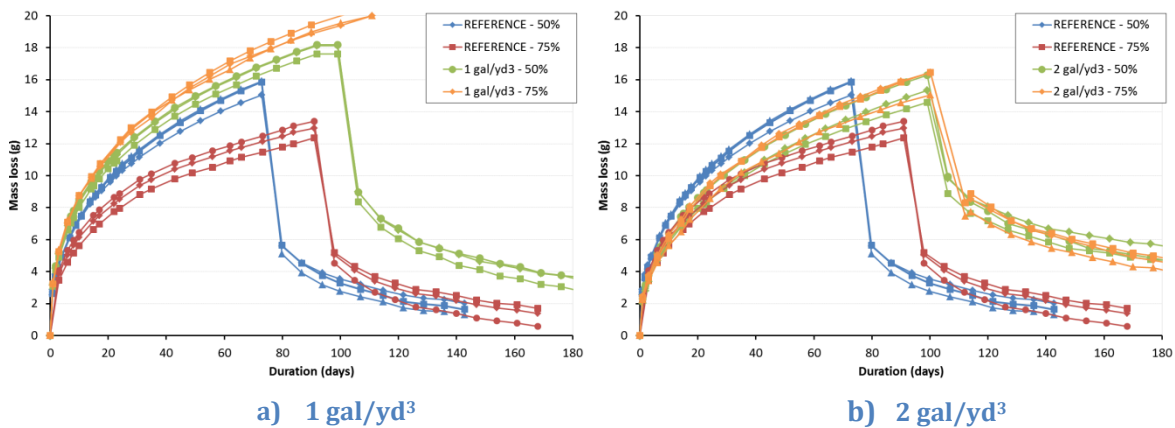 20
18
16
14
12
10
8
6
4
2
0
Mass loss (g)
0 20 40 60 80 100 120 140 160 180
Duration (days)
REFERENCE - 50%
REFERENCE - 75%
1 gal/yd3 - 50%
1 gal/yd3 - 75%
a) 1 gal/yd³
20
18
16
14
12
10
8
6
4
2
0
Mass loss (g)
0 20 40 60 80 100 120 140 160 180
Duration (days)
REFERENCE - 50%
REFERENCE - 75%
2 gal/yd3 - 50%
2 gal/yd3 - 75%
b) 2 gal/yd³